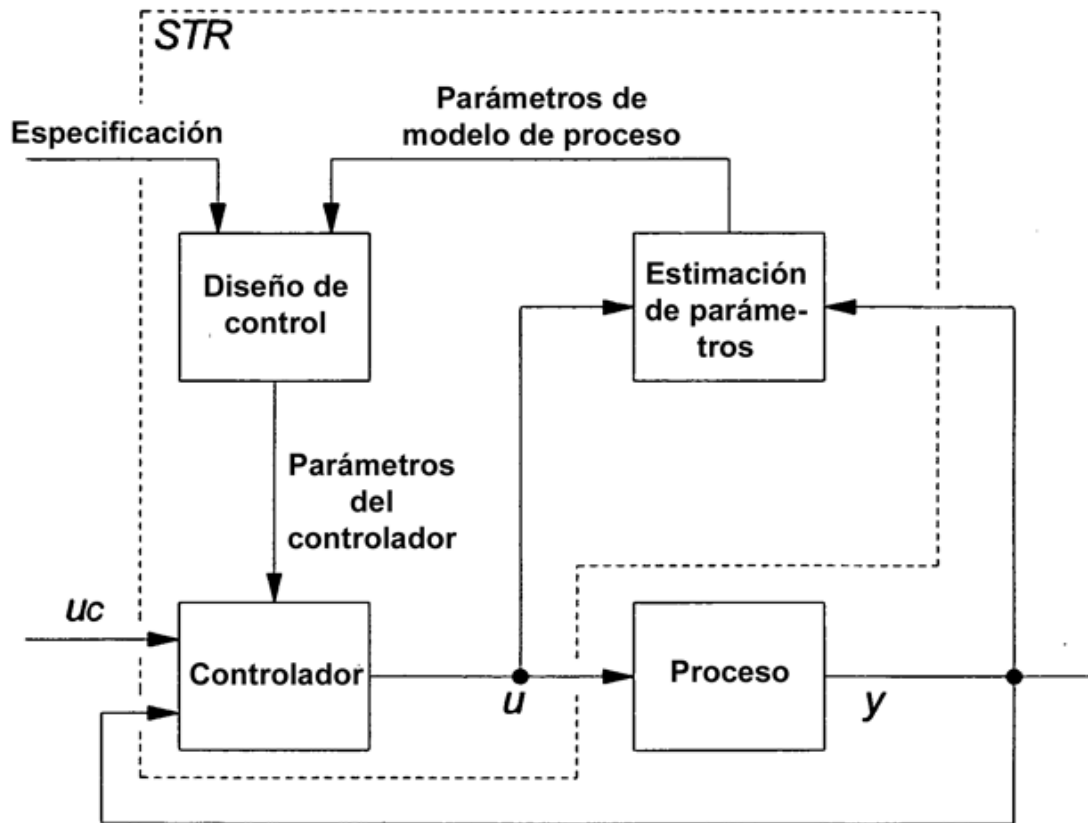 STR
Especificación
Parámetros de
modelo de proceso
Diseño de
control
Estimación
de paráme-
tros
Parámetros
del
controlador
uc
Controlador
u
Proceso
y